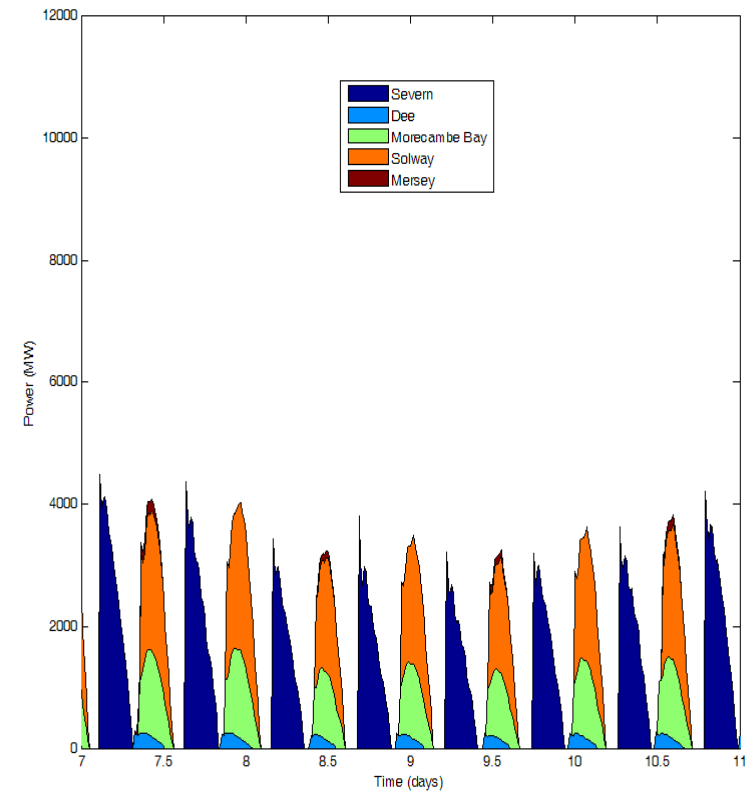 12000
10000
8000
6000
4000
2000
0
Power (MW)
Severn
Dee
Morecambe Bay
Solway
Mersey
7
7.5
8
8.5
9
9.5
10
10.5
11
Time (days)